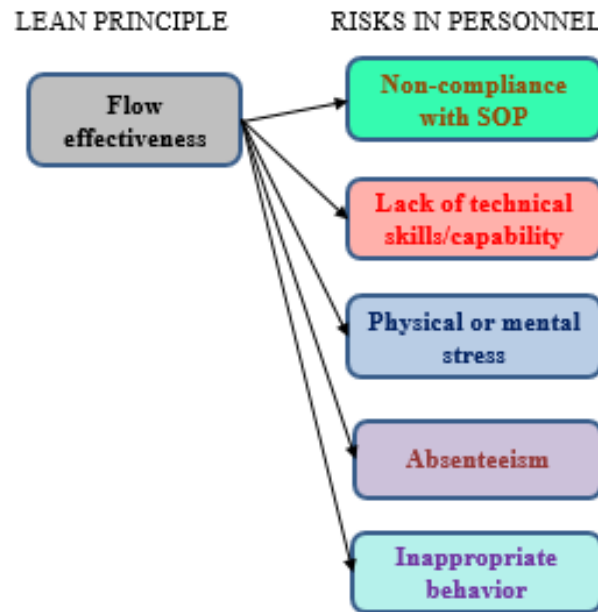 LEAN PRINCIPLE
RISKS IN PERSONNEL
Flow
effectiveness
Non-compliance
with SOP
Lack of technical
skills/capability
Physical or mental
stress
Absenteeism
Inappropriate
behavior